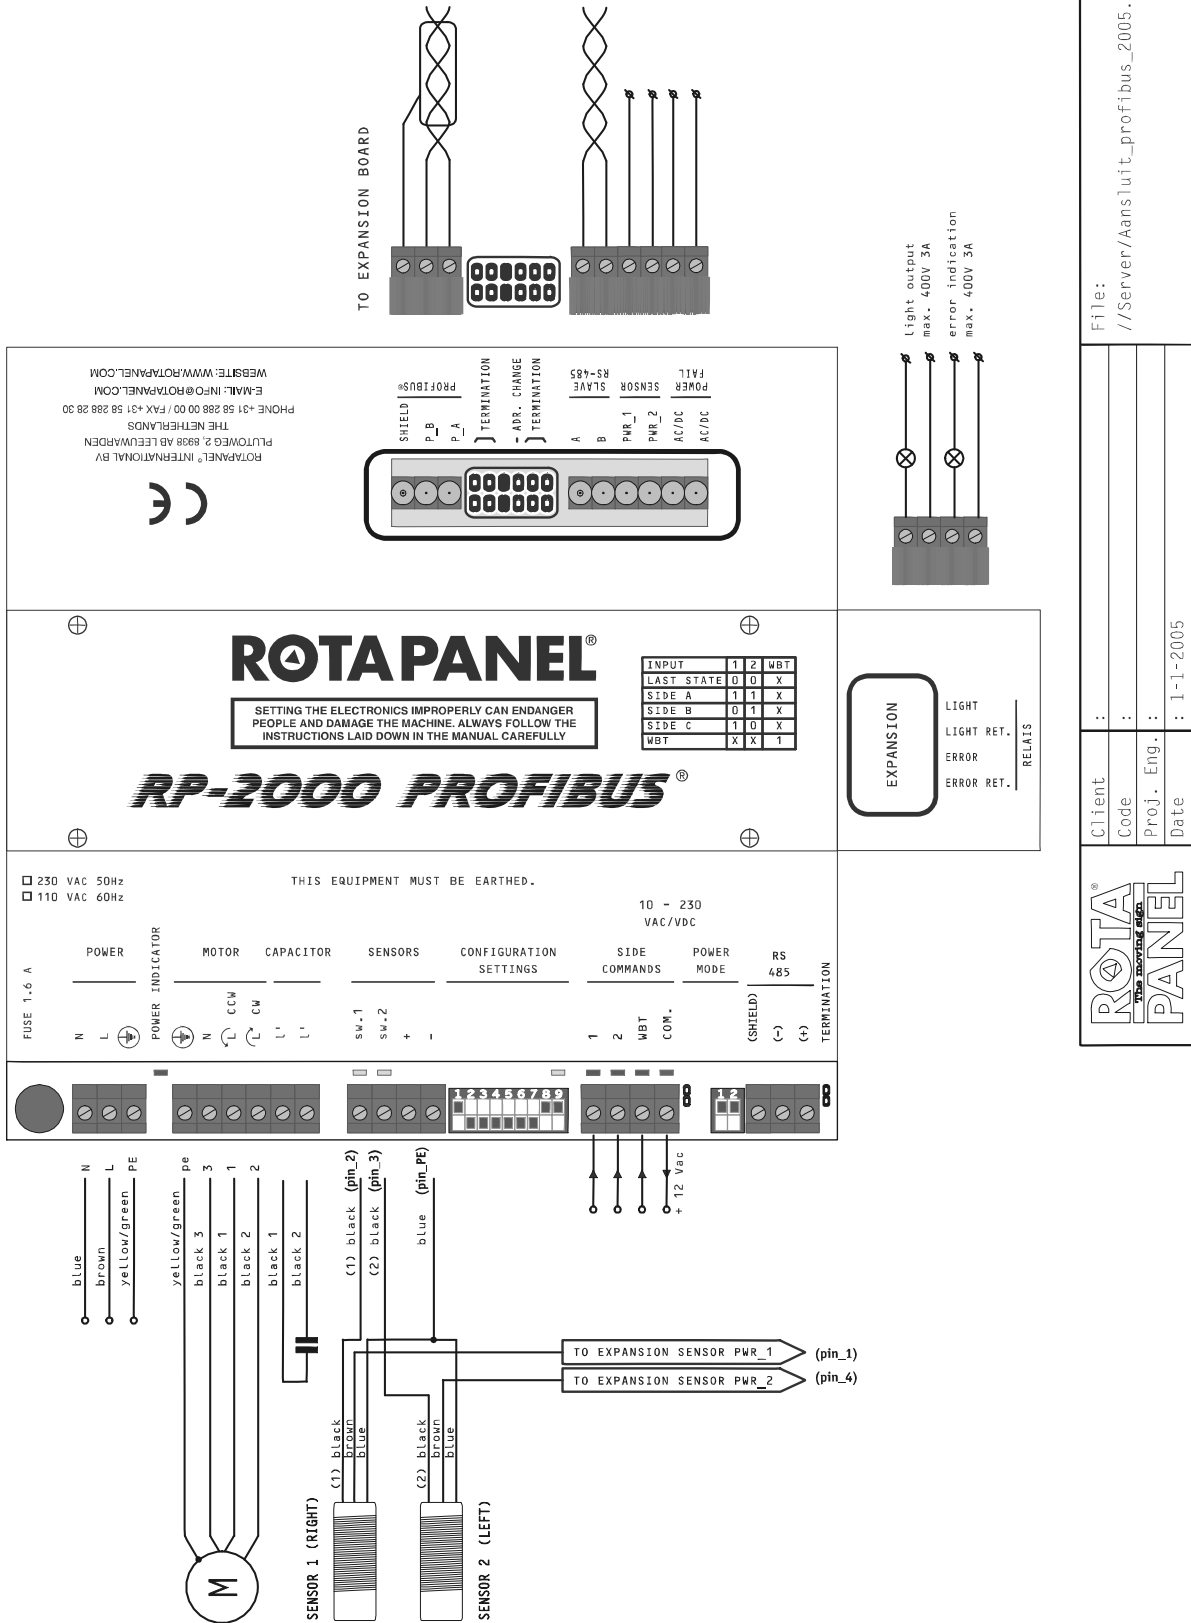 TO EXPANSION BOARD
File:
//Server/Aansluit_profibus_2005.
light output
max. 400V 3A
error indication
max. 400V 3A
ROTAPANEL® INTERNATIONAL BV
PLUTOWEG 2, 8938 AB LEEUWARDEN
THE NETHERLANDS
PHONE +31 58 288 00 00 / FAX +31 58 288 28 30
E-MAIL: INFO@ROTAPANEL.COM
WEBSITE: WWW.ROTAPANEL.COM
CE
PROFIBUS®
SHIELD
P_B
P_A
TERMINATION
ADR. CHANGE
TERMINATION
SLAVE
RS-485
A
B
SENSOR
PWR_1
PWR_2
POWER
FAIL
AC/DC
AC/DC
ROTAPANEL®
SETTING THE ELECTRONICS IMPROPERLY CAN ENDANGER
PEOPLE AND DAMAGE THE MACHINE. ALWAYS FOLLOW THE
INSTRUCTIONS LAID DOWN IN THE MANUAL CAREFULLY
RP-2000 PROFIBUS®
INPUT 1 2 WBT
LAST STATE 0 0 X
SIDE A 1 1 X
SIDE B 0 1 X
SIDE C 1 0 X
WBT X X 1
EXPANSION
LIGHT
LIGHT RET.
ERROR
ERROR RET.
RELAIS
Client :
Code :
Proj. Eng. :
Date : 1-1-2005
ROTA®
The moving sign
PANEL
230 VAC 50Hz
110 VAC 60Hz
THIS EQUIPMENT MUST BE EARTHED.
10 - 230
VAC/VDC
FUSE 1.6 A
POWER
N
L
POWER INDICATOR
MOTOR
N
L CCW
L CW
CAPACITOR
L'
L'
SENSORS
sw.1
sw.2
+
-
CONFIGURATION
SETTINGS
SIDE
COMMANDS
1
2
WBT
COM.
POWER
MODE
RS
485
(SHIELD)
(-)
(+)
TERMINATION
1 2 3 4 5 6 7 8 9
1 2
N
L
PE
blue
brown
yellow/green
pe
3
1
2
yellow/green
black 3
black 1
black 2
black 1
black 2
(1) black (pin_2)
(2) black (pin_3)
blue (pin_PE)
+ 12 Vac
TO EXPANSION SENSOR PWR_1 (pin_1)
TO EXPANSION SENSOR PWR_2 (pin_4)
(1) black
brown
blue
(2) black
brown
blue
M
SENSOR 1 (RIGHT)
SENSOR 2 (LEFT)